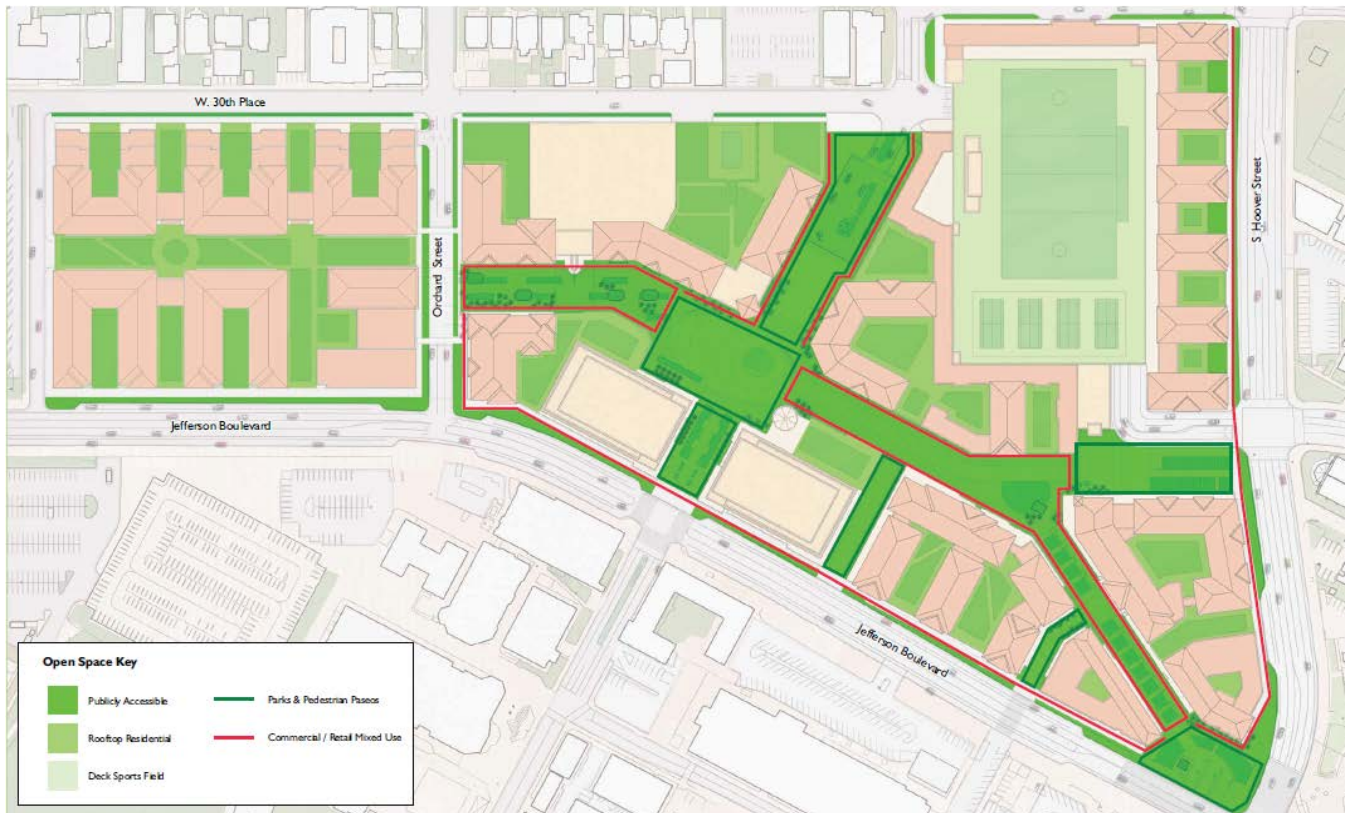 W. 30th Place
Orchard Street
S Hoover Street
Jefferson Boulevard
Jefferson Boulevard
Open Space Key
Publicly Accessible
Parks & Pedestrian Paseos
Rooftop Residential
Commercial / Retail Mixed Use
Deck Sports Field